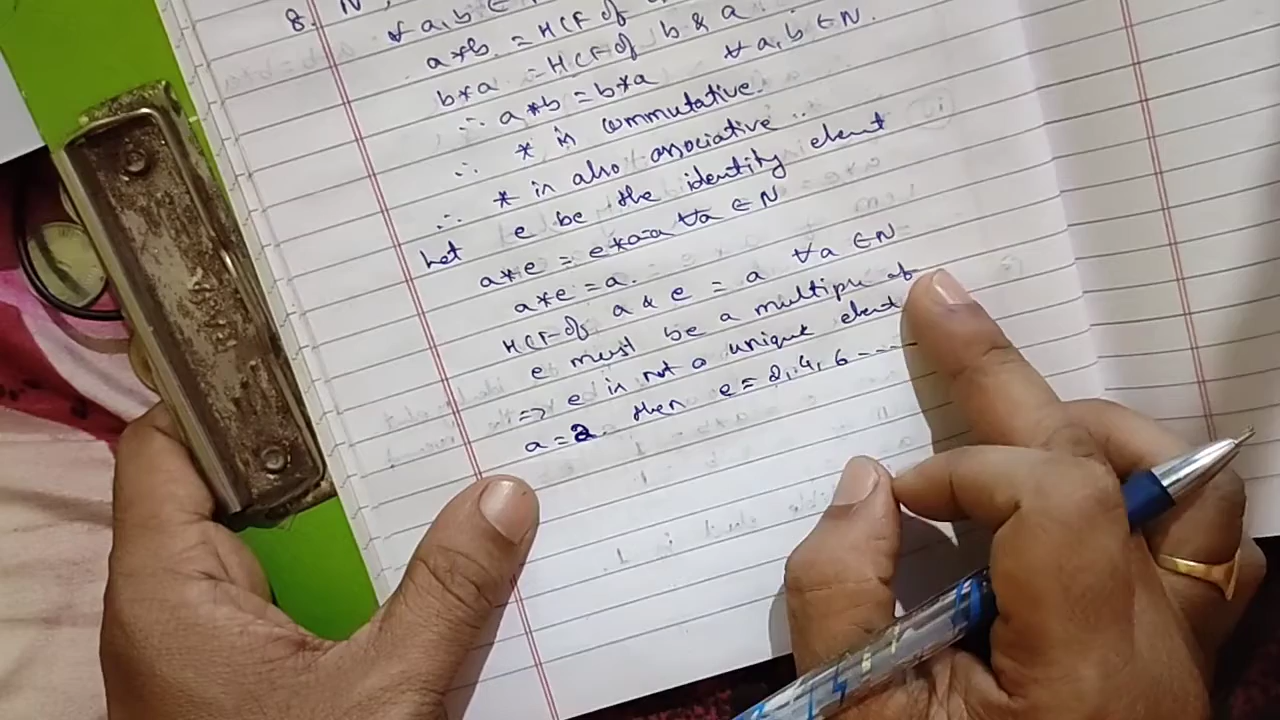 8. N,
∀ a, b ∈
a*b = HCF of
b*a = HCF of b & a
∴ a*b = b*a ∀ a, b ∈ N.
∴ * is commutative.
∴ * is also associative.
Let e be the identity element
a*e = e*a=a ∀a ∈ N
a*e = a.
HCF of a & e = a ∀a ∈ N
e must be a multiple of
⇒ e is not a unique element
a=2. then e = 2, 4, 6 ---